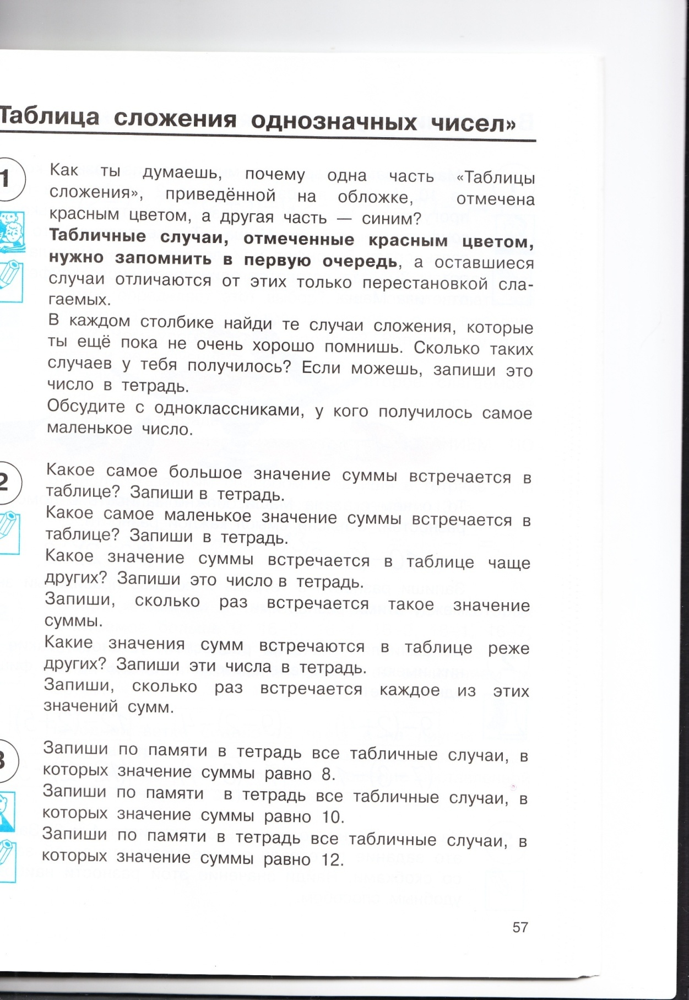 Таблица сложения однозначных чисел»
1
Как ты думаешь, почему одна часть «Таблицы
сложения», приведённой на обложке, отмечена
красным цветом, а другая часть — синим?
Табличные случаи, отмеченные красным цветом,
нужно запомнить в первую очередь, а оставшиеся
случаи отличаются от этих только перестановкой сла-
гаемых.
В каждом столбике найди те случаи сложения, которые
ты ещё пока не очень хорошо помнишь. Сколько таких
случаев у тебя получилось? Если можешь, запиши это
число в тетрадь.
Обсудите с одноклассниками, у кого получилось самое
маленькое число.
2
Какое самое большое значение суммы встречается в
таблице? Запиши в тетрадь.
Какое самое маленькое значение суммы встречается в
таблице? Запиши в тетрадь.
Какое значение суммы встречается в таблице чаще
других? Запиши это число в тетрадь.
Запиши, сколько раз встречается такое значение
суммы.
Какие значения сумм встречаются в таблице реже
других? Запиши эти числа в тетрадь.
Запиши, сколько раз встречается каждое из этих
значений сумм.
3
Запиши по памяти в тетрадь все табличные случаи, в
которых значение суммы равно 8.
Запиши по памяти в тетрадь все табличные случаи, в
которых значение суммы равно 10.
Запиши по памяти в тетрадь все табличные случаи, в
которых значение суммы равно 12.
57